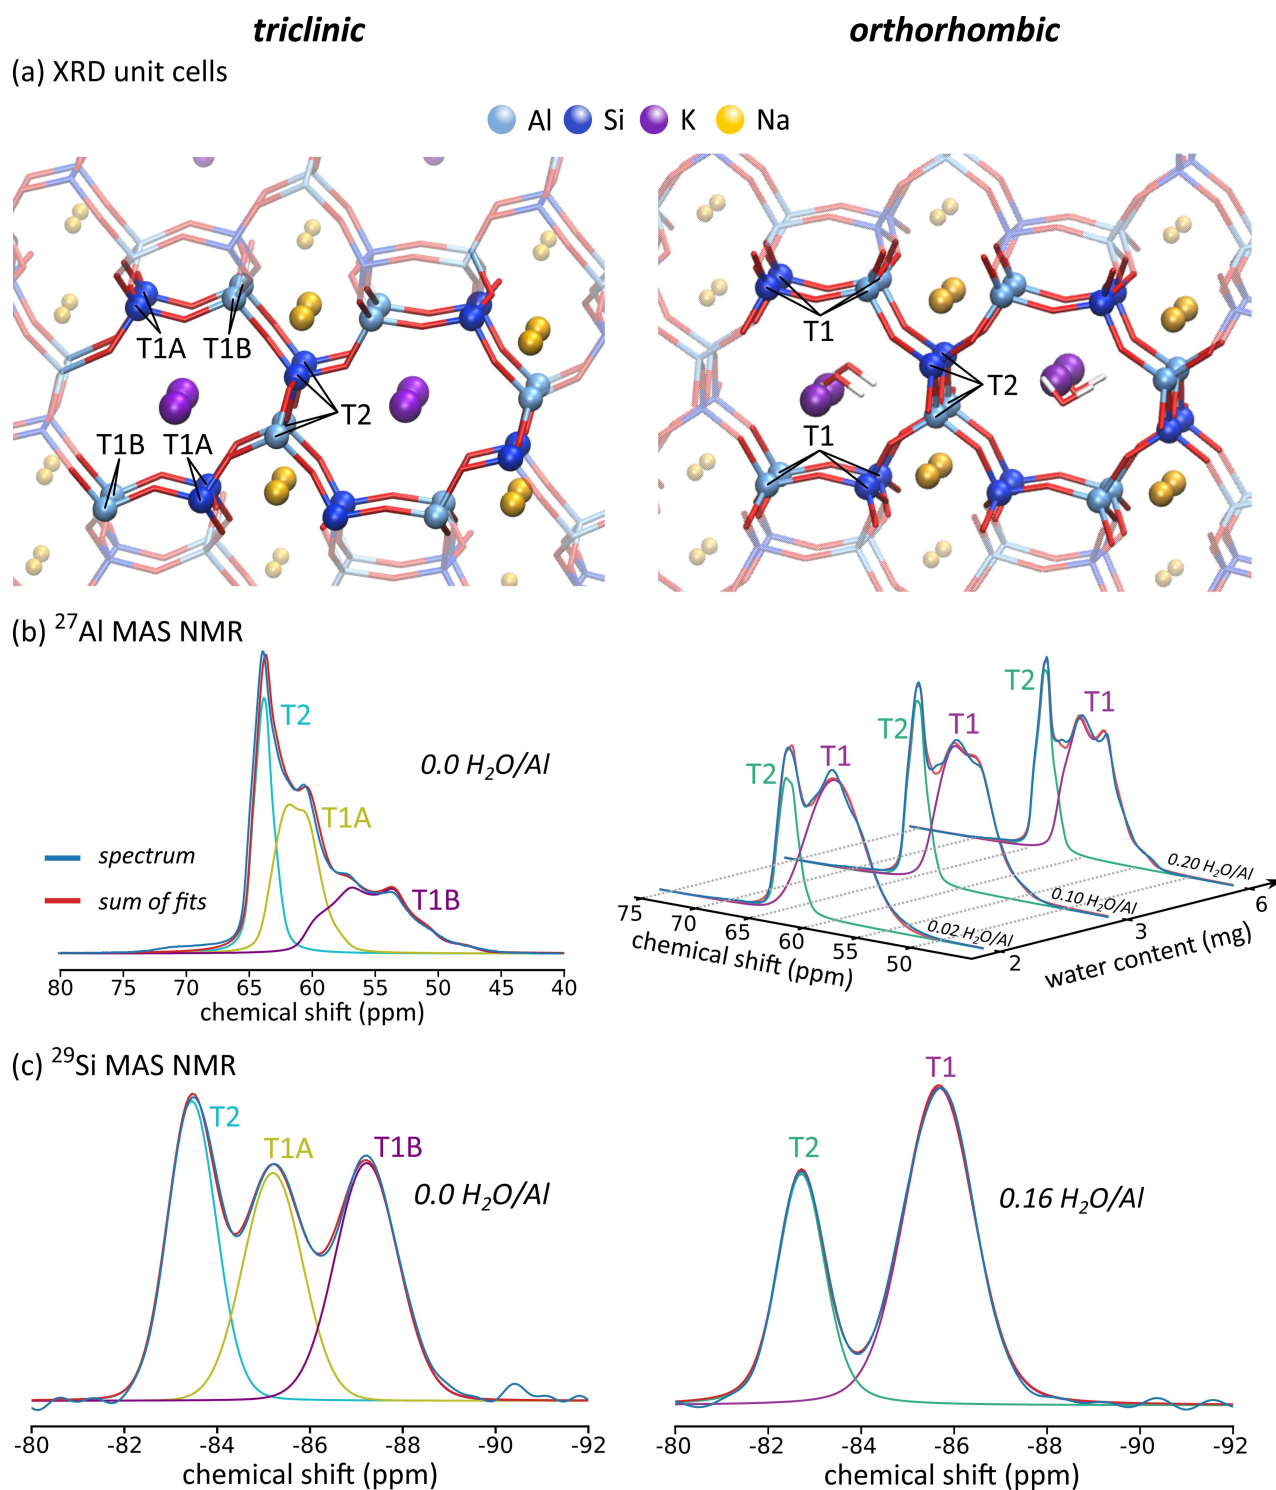 triclinic
orthorhombic
(a) XRD unit cells
Al Si K Na
T1A T1B
T2
T1B T1A
T1
T2
T1
(b) ²⁷Al MAS NMR
T2
0.0 H₂O/Al
T1A
T1B
spectrum
sum of fits
80 75 70 65 60 55 50 45 40
chemical shift (ppm)
T2 T1
T2 T1
T2 T1
0.20 H₂O/Al
0.10 H₂O/Al
0.02 H₂O/Al
75 70 65 60 55 50
chemical shift (ppm)
2 3 6
water content (mg)
(c) ²⁹Si MAS NMR
T2
T1A
T1B
0.0 H₂O/Al
-80 -82 -84 -86 -88 -90 -92
chemical shift (ppm)
T1
T2
0.16 H₂O/Al
-80 -82 -84 -86 -88 -90 -92
chemical shift (ppm)